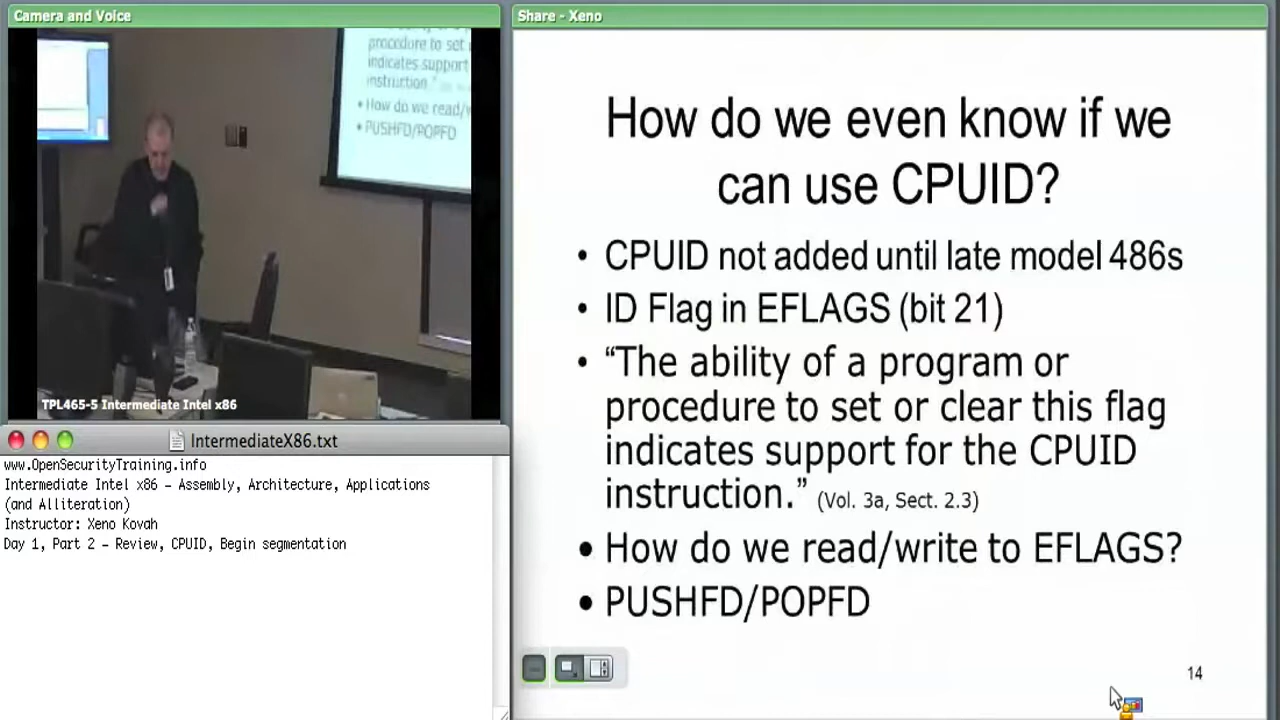 Camera and Voice
procedure to set
indicates support
instruction."
• How do we read/w
• PUSHFD/POPFD
TPL465-5 Intermediate Intel x86
IntermediateX86.txt
www.OpenSecurityTraining.info
Intermediate Intel x86 – Assembly, Architecture, Applications
(and Alliteration)
Instructor: Xeno Kovah
Day 1, Part 2 – Review, CPUID, Begin segmentation
Share - Xeno
How do we even know if we
can use CPUID?
• CPUID not added until late model 486s
• ID Flag in EFLAGS (bit 21)
• “The ability of a program or
procedure to set or clear this flag
indicates support for the CPUID
instruction.” (Vol. 3a, Sect. 2.3)
• How do we read/write to EFLAGS?
• PUSHFD/POPFD
14